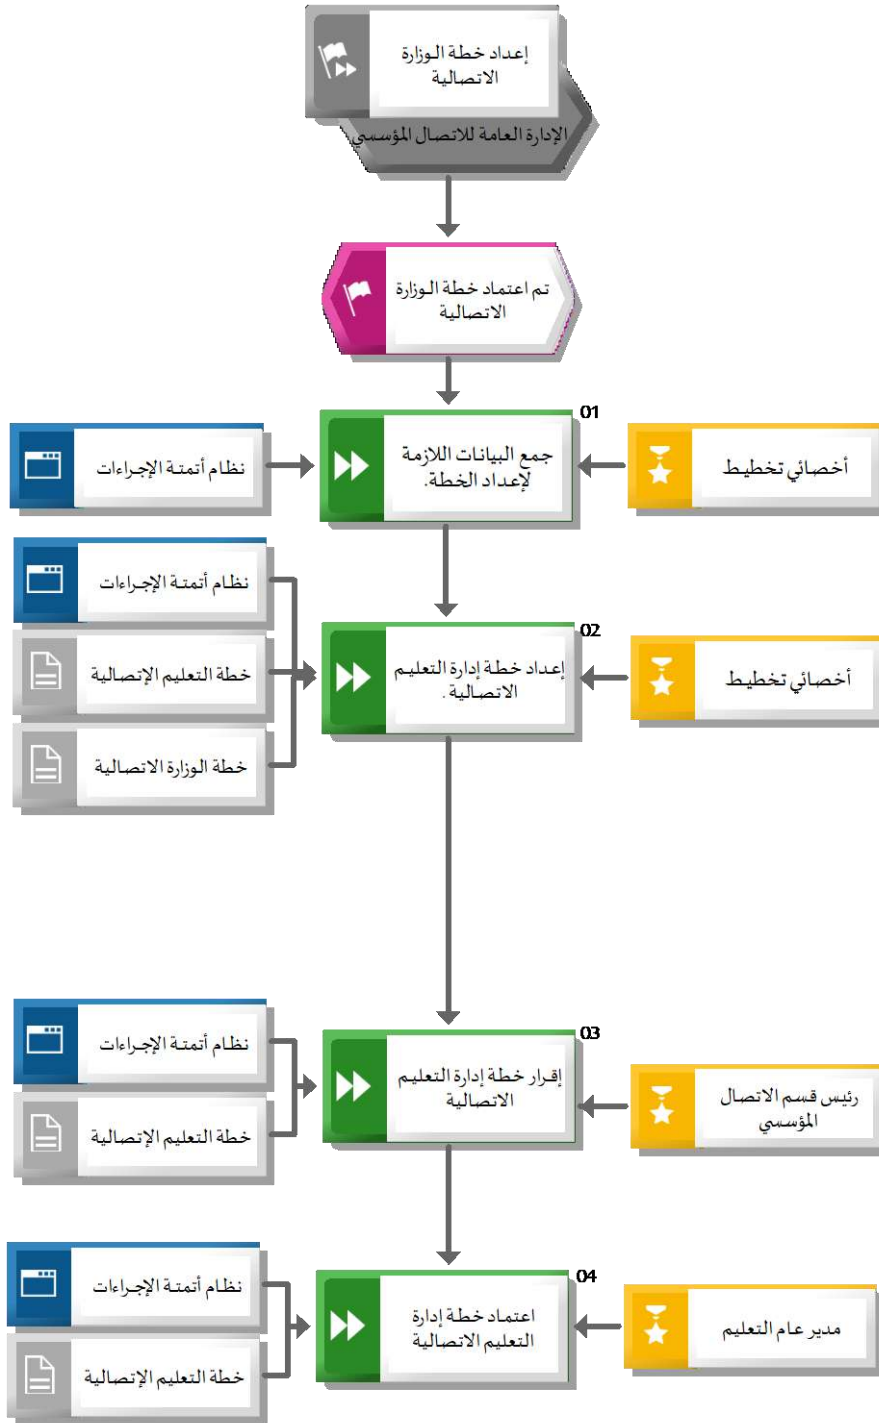 إعداد خطة الوزارة
الاتصالية
الإدارة العامة للاتصال المؤسسي
تم اعتماد خطة الوزارة
الاتصالية
01
أخصائي تخطيط
جمع البيانات اللازمة
لإعداد الخطة.
نظام أتمتة الإجراءات
02
أخصائي تخطيط
إعداد خطة إدارة التعليم
الاتصالية .
نظام أتمتة الإجراءات
خطة التعليم الإتصالية
خطة الوزارة الاتصالية
03
رئيس قسم الاتصال
المؤسسي
إقرار خطة إدارة التعليم
الاتصالية
نظام أتمتة الإجراءات
خطة التعليم الإتصالية
04
مدير عام التعليم
اعتماد خطة إدارة
التعليم الاتصالية
نظام أتمتة الإجراءات
خطة التعليم الإتصالية